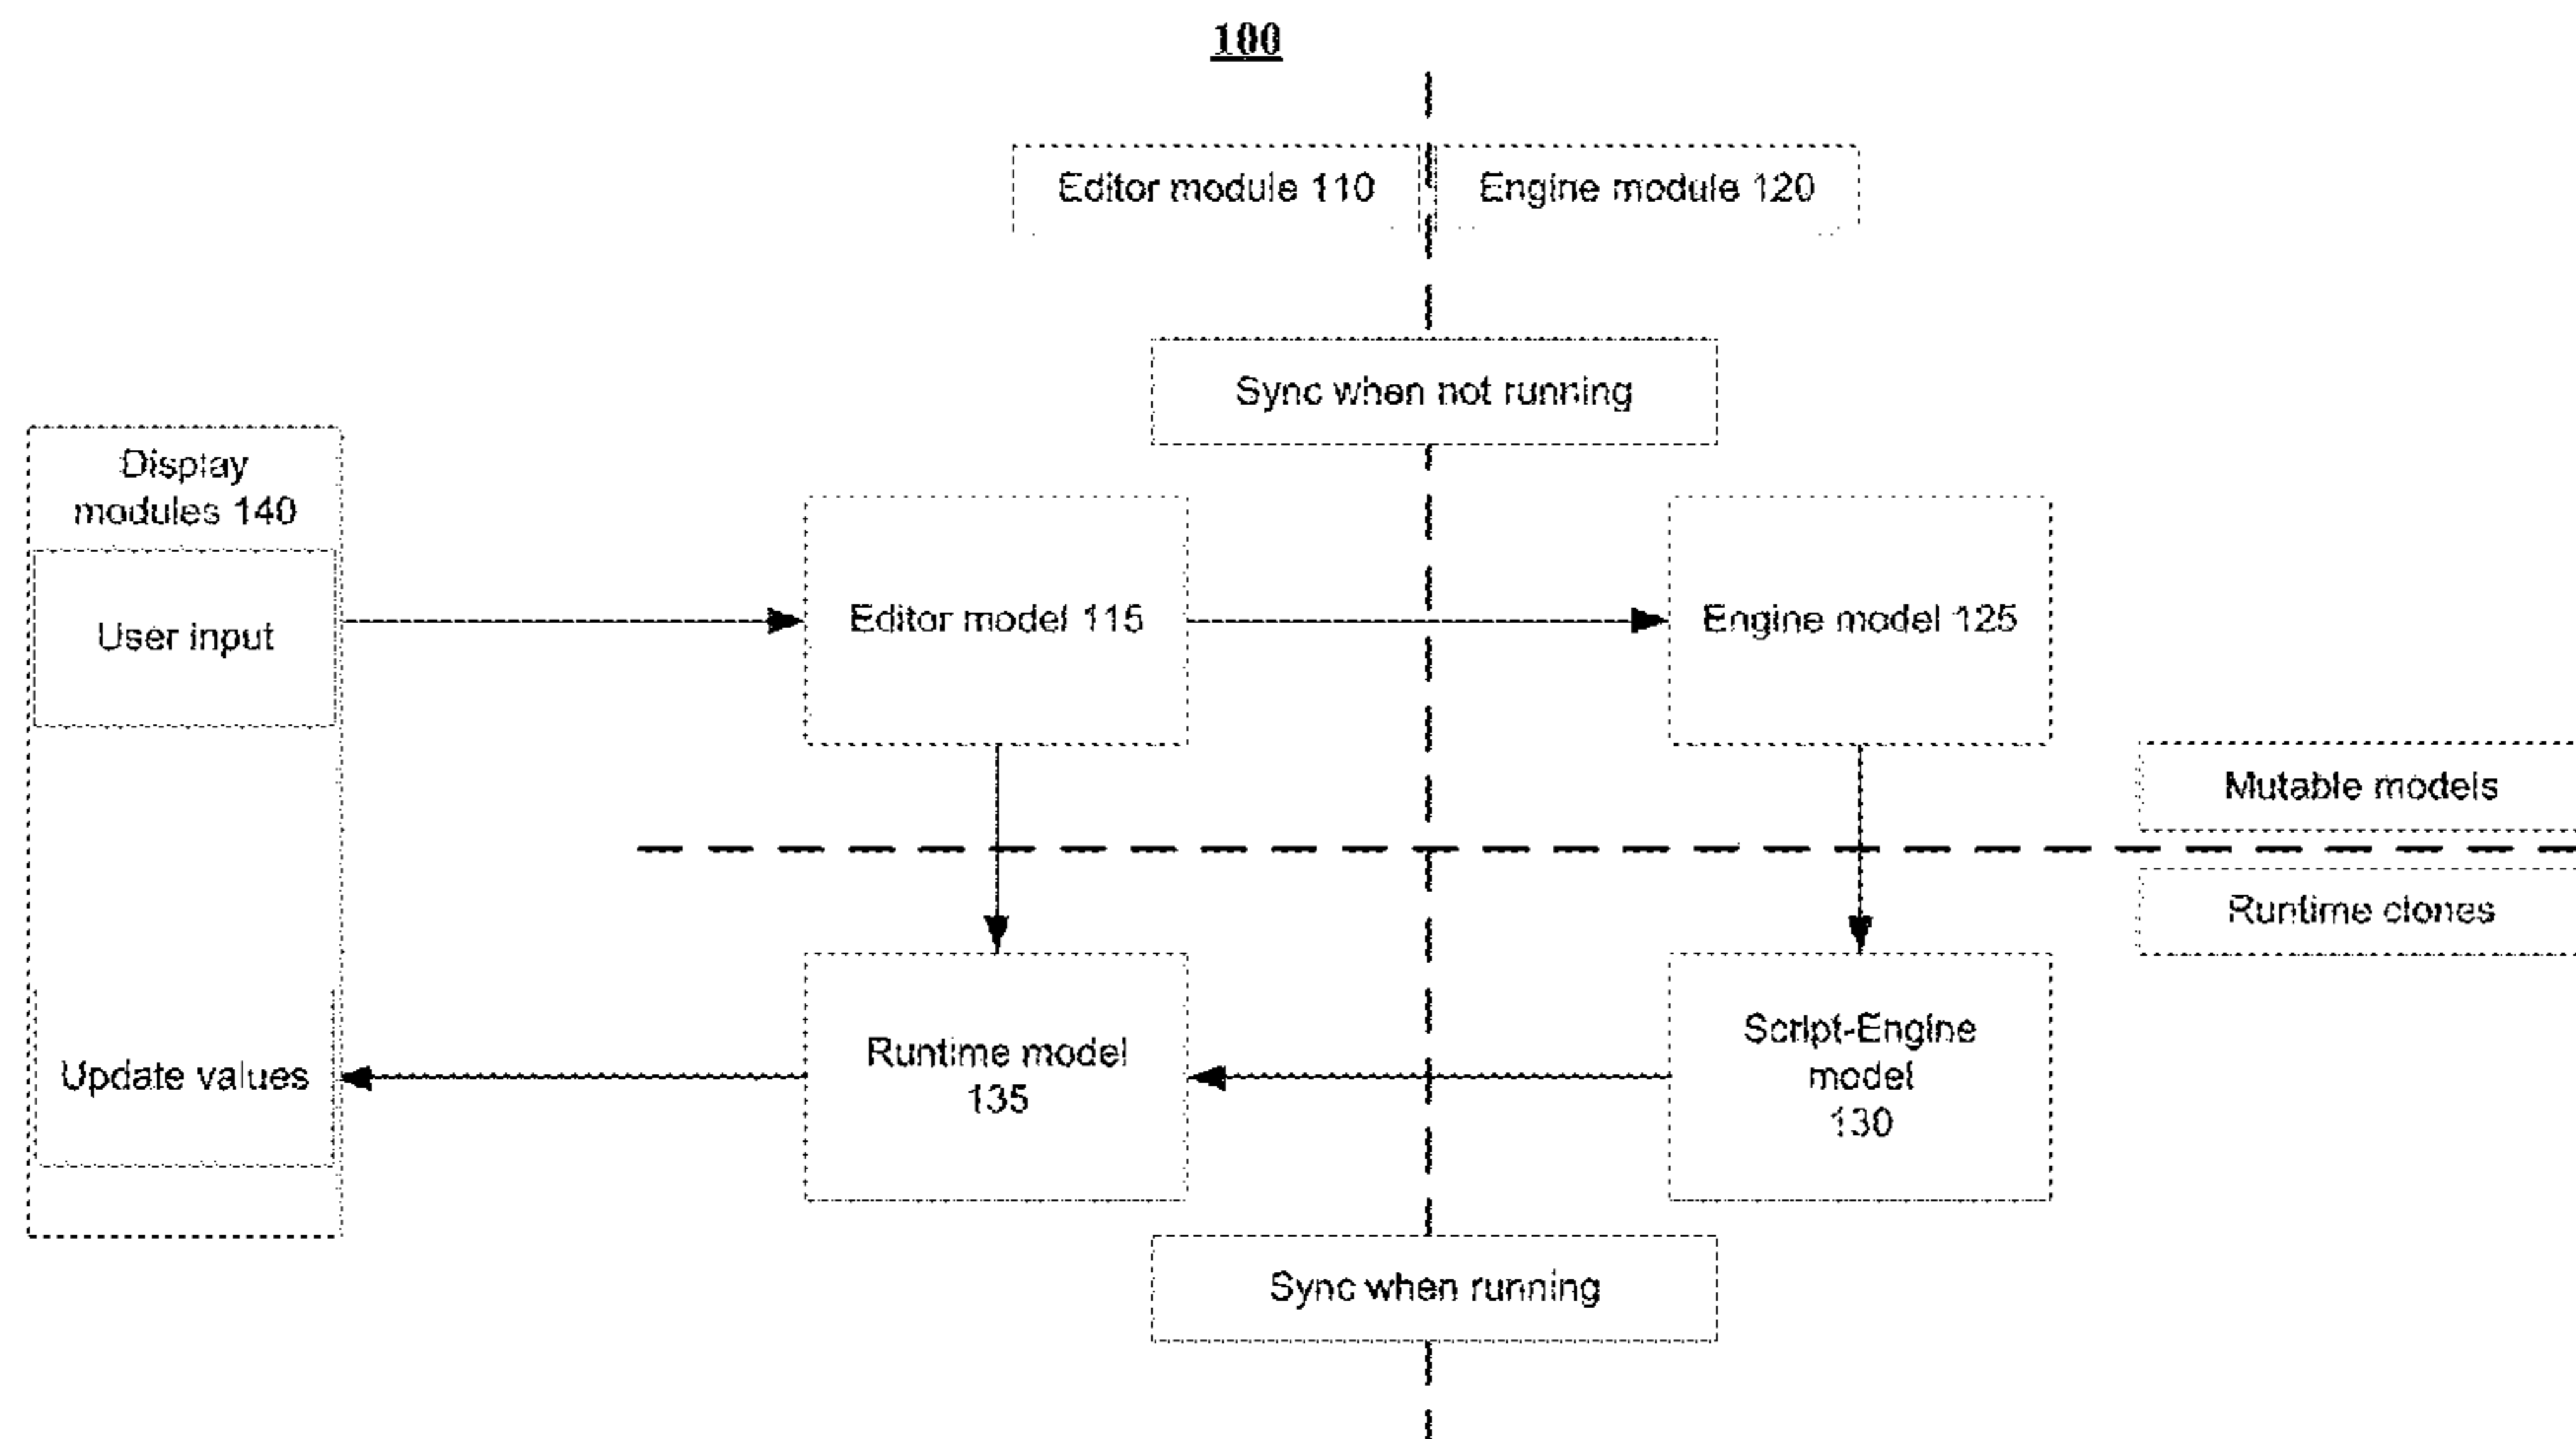 100
Editor module 110
Engine module 120
Sync when not running
Display
modules 140
User input
Editor model 115
Engine model 125
Mutable models
Runtime clones
Update values
Runtime model
135
Script-Engine
model
130
Sync when running